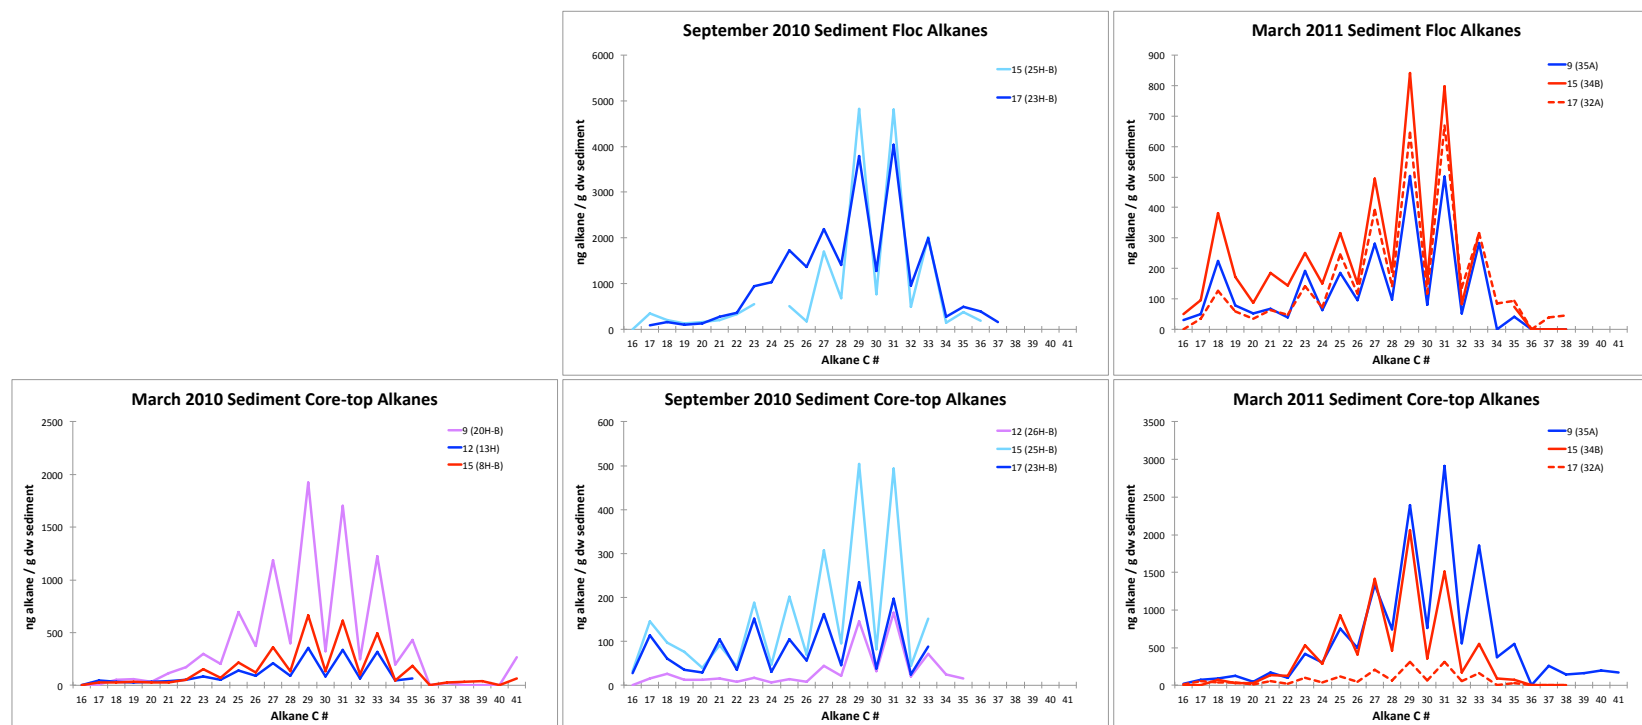 September 2010 Sediment Floc Alkanes
6000
5000
4000
3000
2000
1000
0
ng alkane / g dw sediment
15 (25H-B)
17 (23H-B)
16 17 18 19 20 21 22 23 24 25 26 27 28 29 30 31 32 33 34 35 36 37 38 39 40 41
Alkane C #
March 2011 Sediment Floc Alkanes
900
800
700
600
500
400
300
200
100
0
ng alkane / g dw sediment
9 (35A)
15 (34B)
17 (32A)
16 17 18 19 20 21 22 23 24 25 26 27 28 29 30 31 32 33 34 35 36 37 38 39 40 41
Alkane C #
March 2010 Sediment Core-top Alkanes
2500
2000
1500
1000
500
0
ng alkane / g dw sediment
9 (20H-B)
12 (13H)
15 (8H-B)
16 17 18 19 20 21 22 23 24 25 26 27 28 29 30 31 32 33 34 35 36 37 38 39 40 41
Alkane C #
September 2010 Sediment Core-top Alkanes
600
500
400
300
200
100
0
ng alkane / g dw sediment
12 (26H-B)
15 (25H-B)
17 (23H-B)
16 17 18 19 20 21 22 23 24 25 26 27 28 29 30 31 32 33 34 35 36 37 38 39 40 41
Alkane C #
March 2011 Sediment Core-top Alkanes
3500
3000
2500
2000
1500
1000
500
0
ng alkane / g dw sediment
9 (35A)
15 (34B)
17 (32A)
16 17 18 19 20 21 22 23 24 25 26 27 28 29 30 31 32 33 34 35 36 37 38 39 40 41
Alkane C #